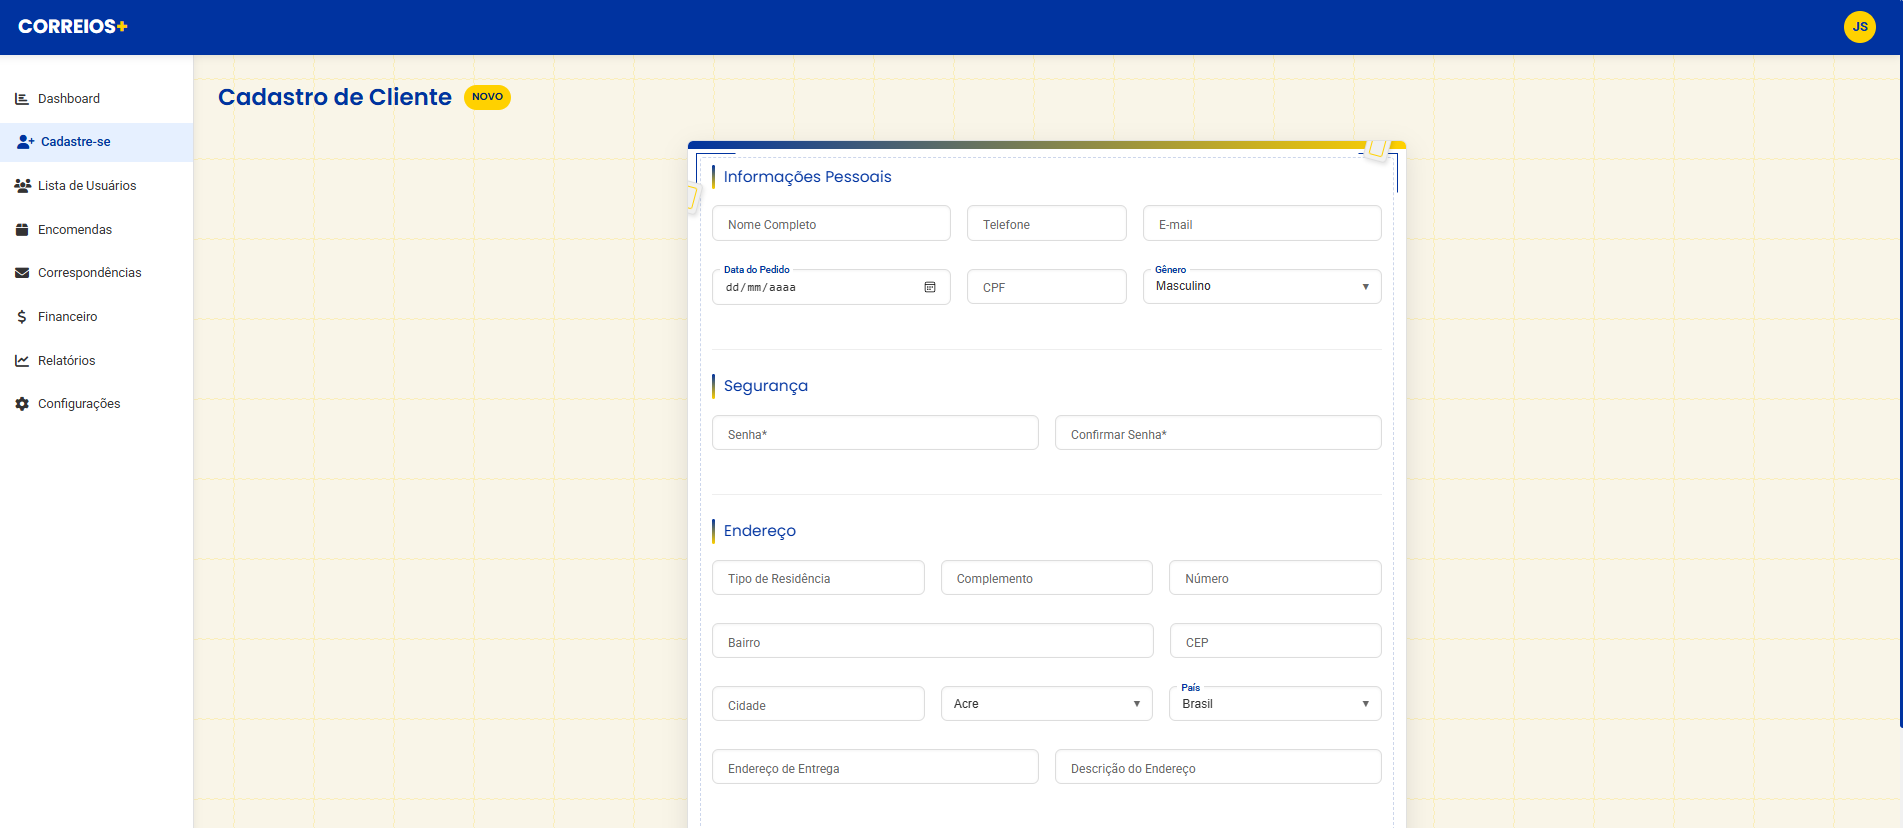 CORREIOS+
JS
Dashboard
Cadastre-se
Lista de Usuários
Encomendas
Correspondências
Financeiro
Relatórios
Configurações
Cadastro de Cliente NOVO
Informações Pessoais
Nome Completo
Telefone
E-mail
Data do Pedido
dd/mm/aaaa
CPF
Gênero
Masculino
Segurança
Senha*
Confirmar Senha*
Endereço
Tipo de Residência
Complemento
Número
Bairro
CEP
Cidade
Acre
País
Brasil
Endereço de Entrega
Descrição do Endereço